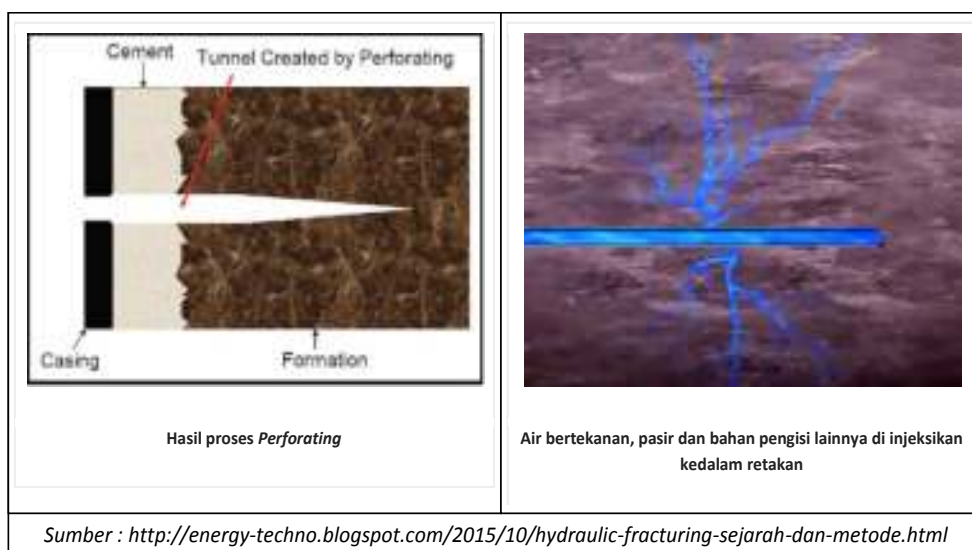 Cement
Tunnel Created by Perforating
Casing
Formation
Hasil proses Perforating
Air bertekanan, pasir dan bahan pengisi lainnya di injeksikan
kedalam retakan
Sumber : http://energy-techno.blogspot.com/2015/10/hydraulic-fracturing-sejarah-dan-metode.html